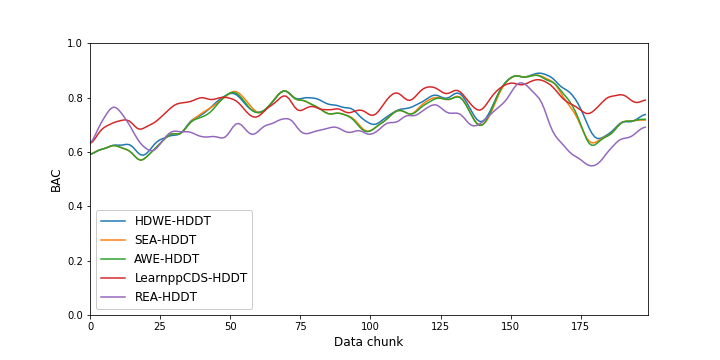 1.0
0.8
0.6
0.4
0.2
0.0
BAC
HDWE-HDDT
SEA-HDDT
AWE-HDDT
LearnppCDS-HDDT
REA-HDDT
0 25 50 75 100 125 150 175
Data chunk